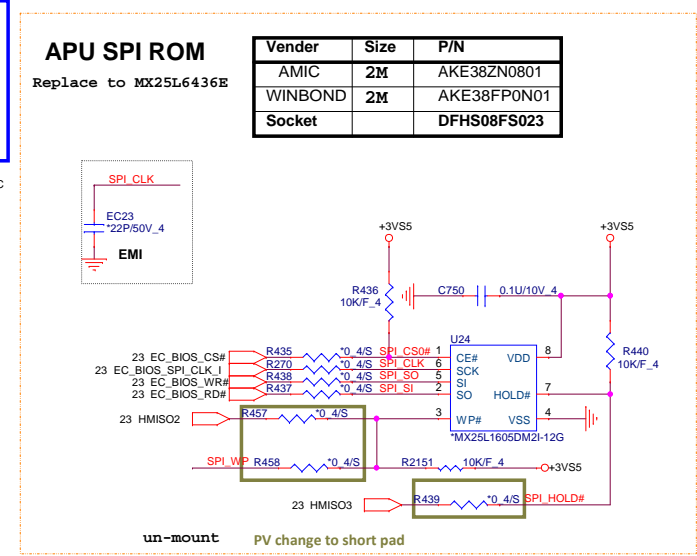 APU SPI ROM
Replace to MX25L6436E
Vender Size P/N
AMIC 2M AKE38ZN0801
WINBOND 2M AKE38FP0N01
Socket DFHS08FS023
C
SPI_CLK
EC23
*22P/50V_4
EMI
+3VS5
+3VS5
R436
10K/F_4
C750 0.1U/10V_4
R440
10K/F_4
U24
23 EC_BIOS_CS# R435 *0_4/S SPI_CS0# 1 CE# VDD 8
23 EC_BIOS_SPI_CLK_I R270 *0_4/S SPI_CLK 6 SCK
23 EC_BIOS_WR# R438 *0_4/S SPI_SO 5 SI
23 EC_BIOS_RD# R437 *0_4/S SPI_SI 2 SO HOLD# 7
23 HMISO2 R457 *0_4/S 3 WP# VSS 4
*MX25L1605DM2I-12G
SPI_WP R458 *0_4/S R2151 10K/F_4 +3VS5
23 HMISO3 R439 *0_4/S SPI_HOLD#
un-mount PV change to short pad